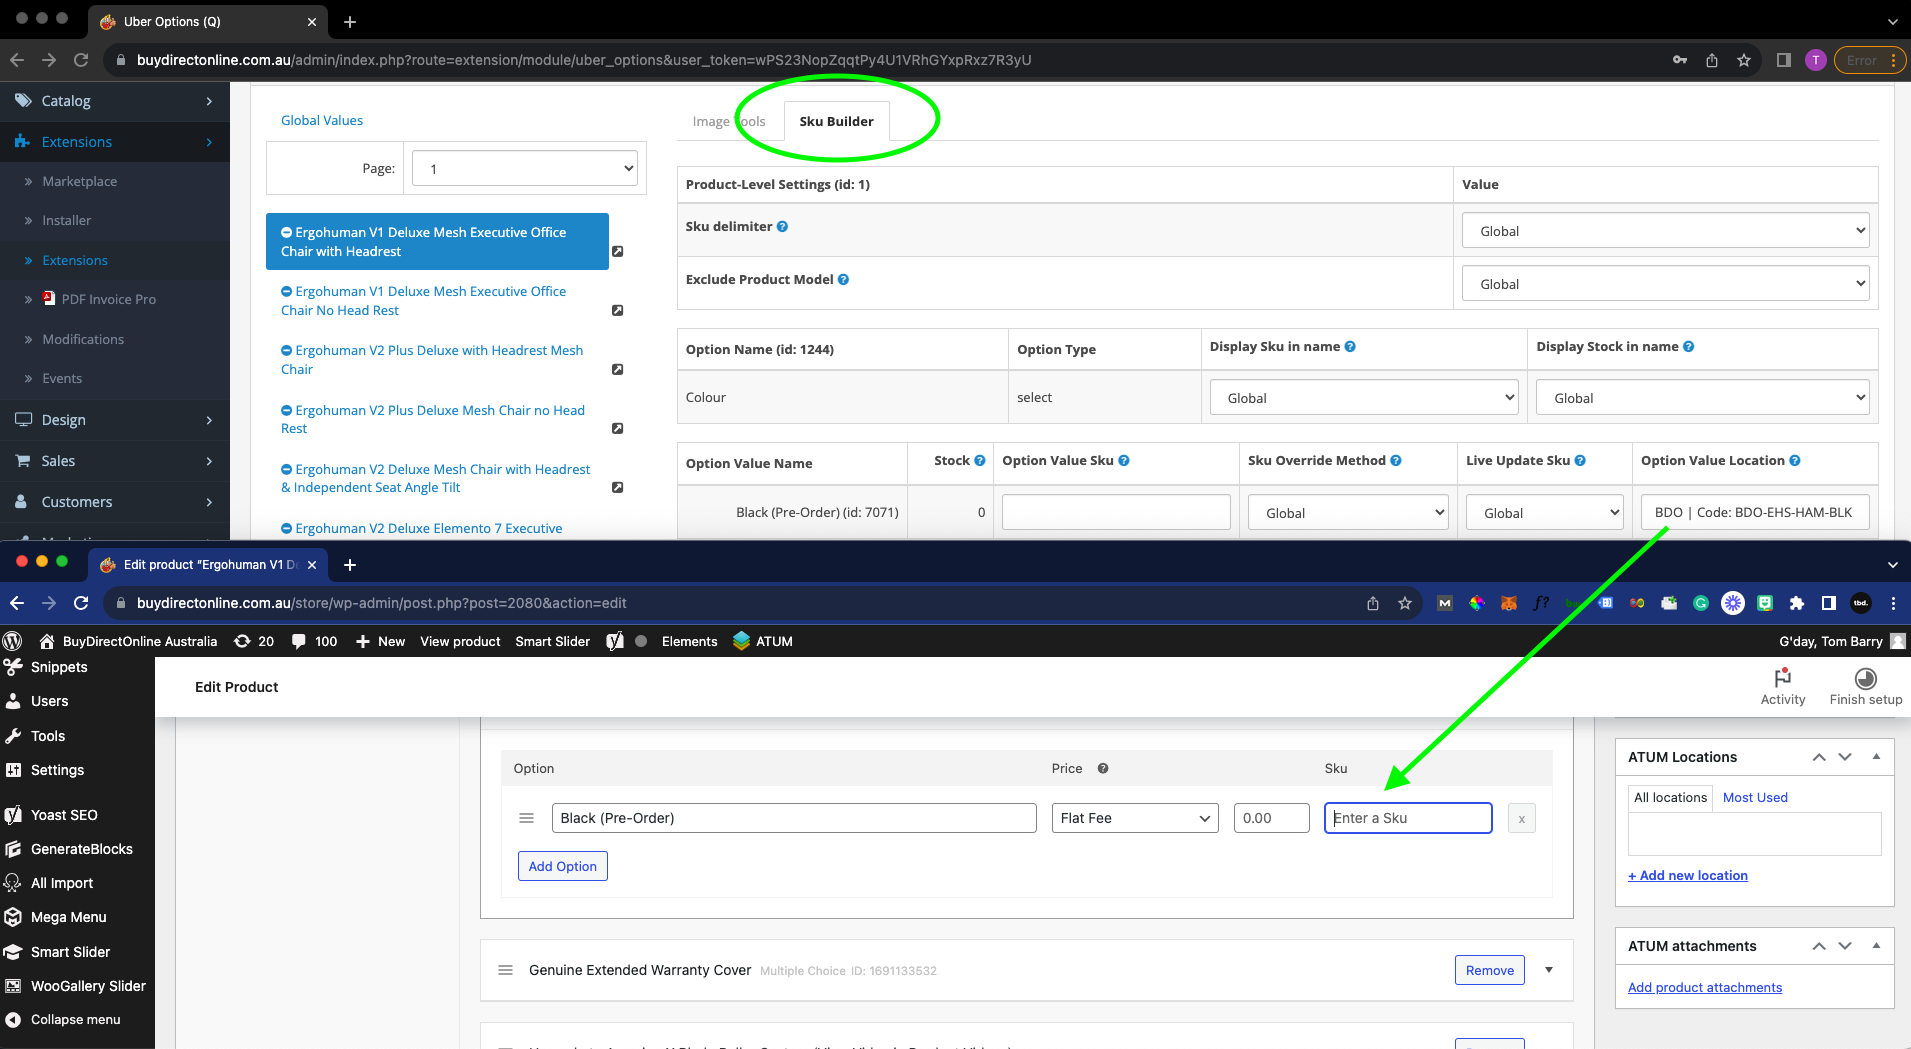 Uber Options (Q)
buydirectonline.com.au/admin/index.php?route=extension/module/uber_options&user_token=wPS23NopZqqtPy4U1VRhGYxpRxz7R3yU
T
Error
Catalog
Extensions
Marketplace
Installer
Extensions
PDF Invoice Pro
Modifications
Events
Design
Sales
Customers
Global Values
Page:
1
Ergohuman V1 Deluxe Mesh Executive Office
Chair with Headrest
Ergohuman V1 Deluxe Mesh Executive Office
Chair No Head Rest
Ergohuman V2 Plus Deluxe with Headrest Mesh
Chair
Ergohuman V2 Plus Deluxe Mesh Chair no Head
Rest
Ergohuman V2 Deluxe Mesh Chair with Headrest
& Independent Seat Angle Tilt
Ergohuman V2 Deluxe Elemento 7 Executive
Image Tools
Sku Builder
Product-Level Settings (id: 1)
Value
Sku delimiter
Global
Exclude Product Model
Global
Option Name (id: 1244)
Option Type
Display Sku in name
Display Stock in name
Colour
select
Global
Global
Option Value Name
Stock
Option Value Sku
Sku Override Method
Live Update Sku
Option Value Location
Black (Pre-Order) (id: 7071)
0
Global
Global
BDO | Code: BDO-EHS-HAM-BLK
Edit product "Ergohuman V1 D
buydirectonline.com.au/store/wp-admin/post.php?post=2080&action=edit
tbd.
BuyDirectOnline Australia
20
100
New
View product
Smart Slider
Elements
ATUM
G'day, Tom Barry
Snippets
Users
Tools
Settings
Yoast SEO
GenerateBlocks
All Import
Mega Menu
Smart Slider
WooGallery Slider
Collapse menu
Edit Product
Activity
Finish setup
Option
Price
Sku
Black (Pre-Order)
Flat Fee
0.00
Enter a Sku
x
Add Option
Genuine Extended Warranty Cover
Multiple Choice ID: 1691133532
Remove
ATUM Locations
All locations
Most Used
+ Add new location
ATUM attachments
Add product attachments